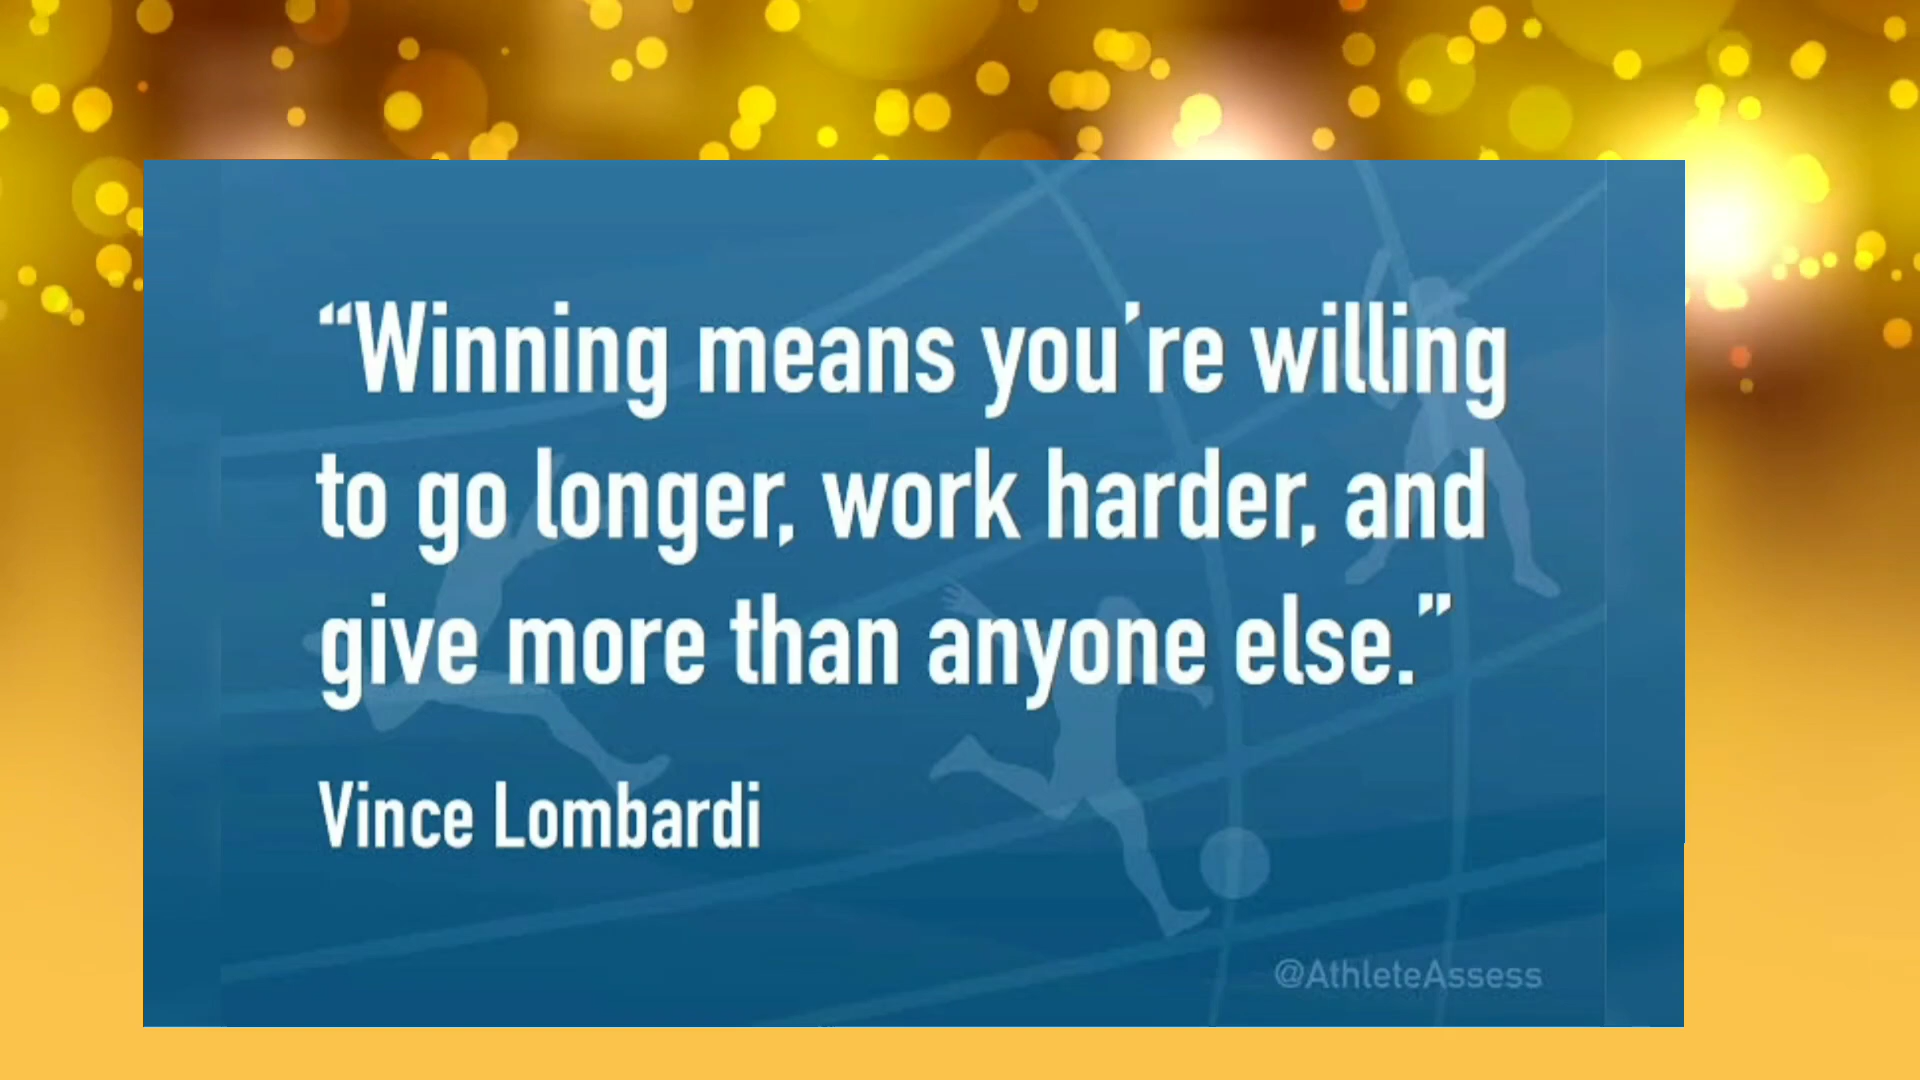 “Winning means you’re willing
to go longer, work harder, and
give more than anyone else.”
Vince Lombardi
@AthleteAssess